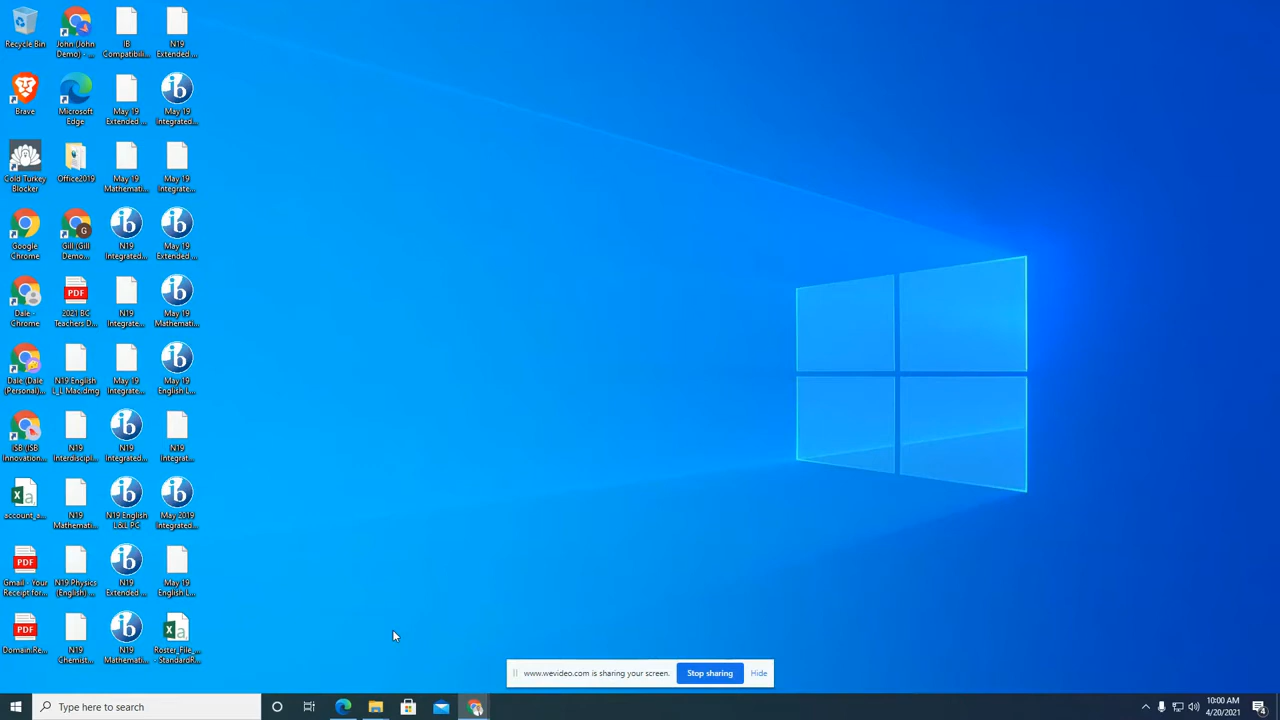 Recycle Bin
John (John
Demo) - ...
IB
Compatibili...
N19
Extended...
Brave
Microsoft
Edge
May 19
Extended...
May 19
Integrated...
Cold Turkey
Blocker
Office2019
May 19
Mathemati...
May 19
Integrate...
Google
Chrome
Gill (Gill
Demo...
N19
Integrated...
May 19
Extended...
Dale -
Chrome
PDF
2021 BC
Teachers D...
N19
Integrate...
May 19
Mathemati...
Dale (Dale
(Personal)...
N19 English
L_L Mac.dmg
May 19
Integrate...
May 19
English L...
ISB (ISB
Innovation...
N19
Interdiscipl...
N19
Integrated...
N19
Integrat...
account_a...
N19
Mathemati...
N19 English
L&L PC
May 2019
Integrated...
PDF
Gmail - Your
Receipt for...
N19 Physics
(English)...
N19
Extended...
May 19
English L...
PDF
Domain.Re...
N19
Chemist...
N19
Mathemati...
Roster_File_...
- StandardR...
www.wevideo.com is sharing your screen.
Stop sharing
Hide
Type here to search
10:00 AM
4/20/2021
4